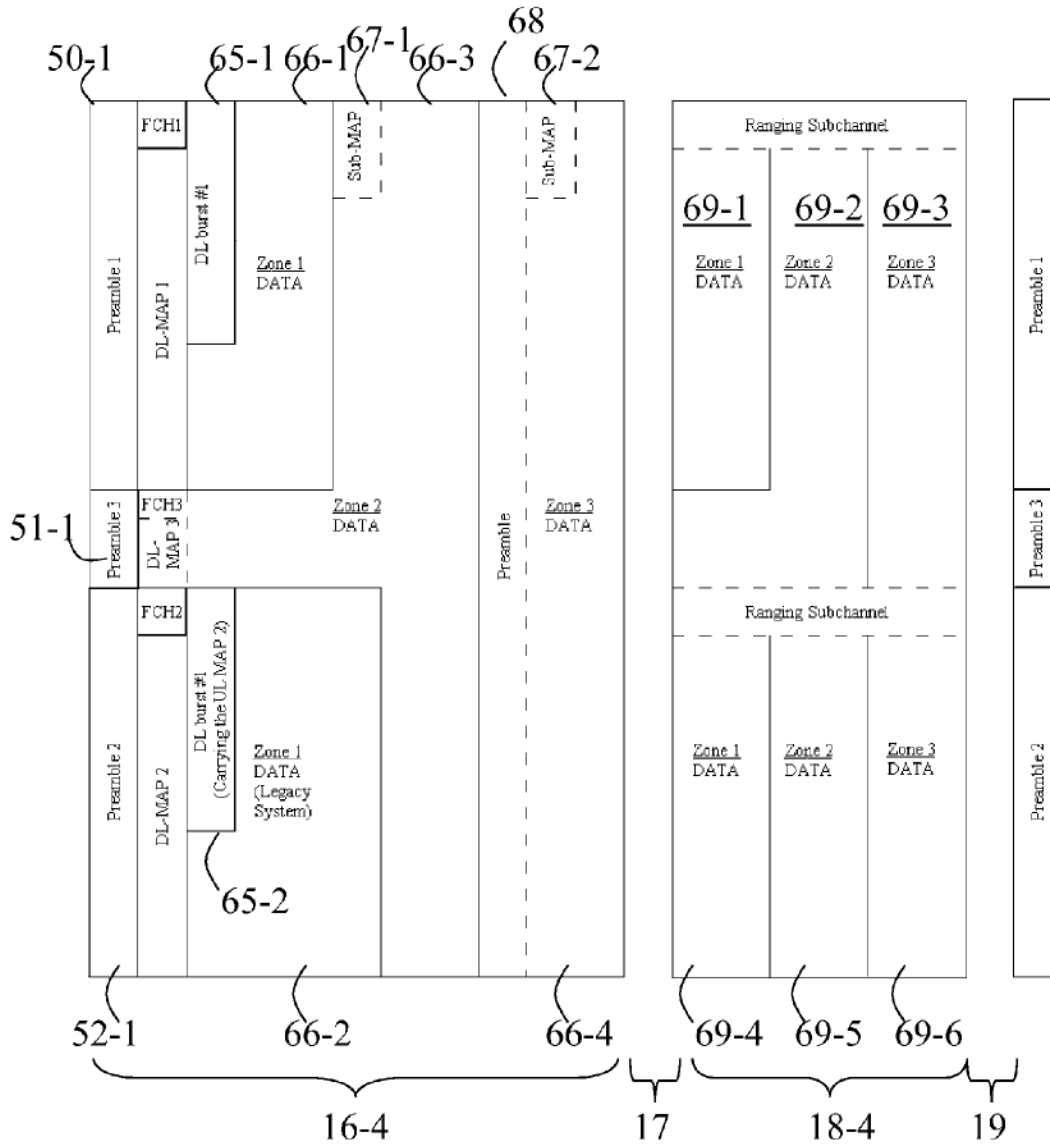 50-1
65-1
66-1
67-1
66-3
68
67-2
FCH1
Preamble 1
DL-MAP 1
DL burst #1
Zone 1
DATA
Sub-MAP
Sub-MAP
Ranging Subchannel
69-1
69-2
69-3
Zone 1
DATA
Zone 2
DATA
Zone 3
DATA
Preamble 1
51-1
Preamble 3
FCH3
DL-
MAP 3
Zone 2
DATA
Preamble
Zone 3
DATA
Preamble 3
FCH2
Preamble 2
DL-MAP 2
DL burst #1
(Carrying the UL MAP 2)
Zone 1
DATA
(Legacy
System)
Ranging Subchannel
Zone 1
DATA
Zone 2
DATA
Zone 3
DATA
Preamble 2
65-2
52-1
66-2
66-4
69-4
69-5
69-6
16-4
17
18-4
19